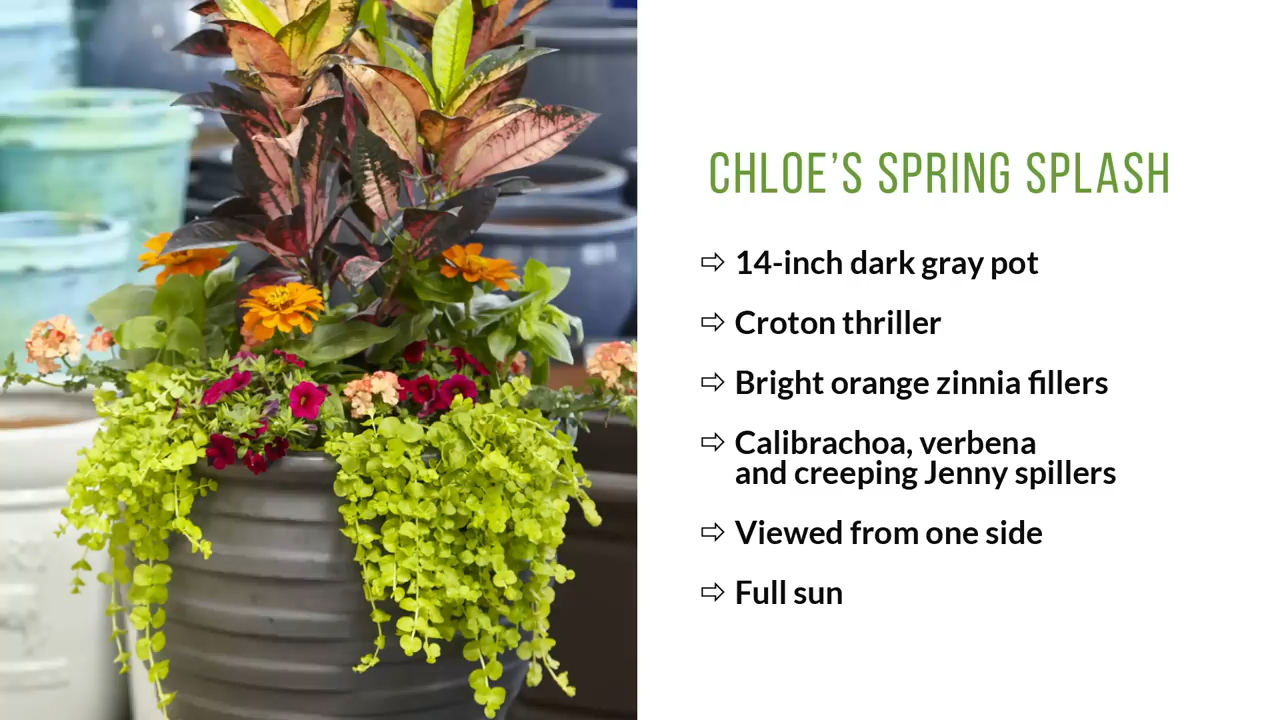 CHLOE'S SPRING SPLASH
⇨ 14-inch dark gray pot
⇨ Croton thriller
⇨ Bright orange zinnia fillers
⇨ Calibrachoa, verbena
and creeping Jenny spillers
⇨ Viewed from one side
⇨ Full sun